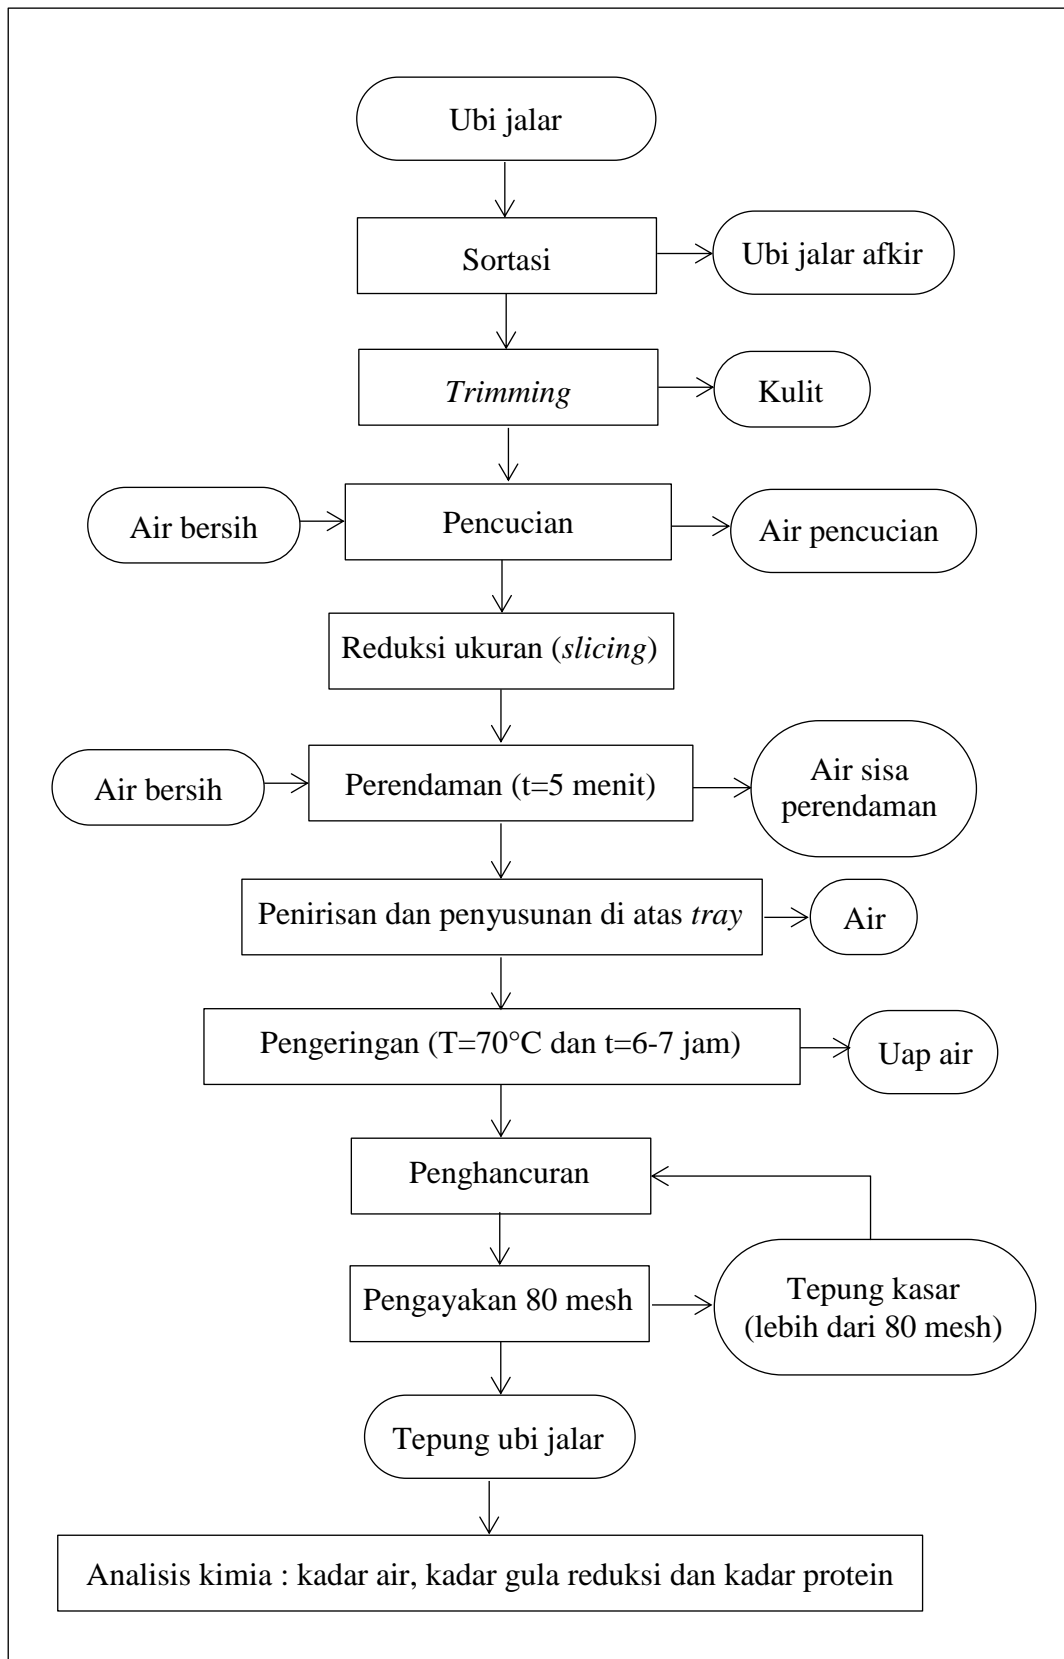 Ubi jalar
Sortasi
Ubi jalar afkir
Trimming
Kulit
Air bersih
Pencucian
Air pencucian
Reduksi ukuran (slicing)
Air bersih
Perendaman (t=5 menit)
Air sisa
perendaman
Penirisan dan penyusunan di atas tray
Air
Pengeringan (T=70°C dan t=6-7 jam)
Uap air
Penghancuran
Pengayakan 80 mesh
Tepung kasar
(lebih dari 80 mesh)
Tepung ubi jalar
Analisis kimia : kadar air, kadar gula reduksi dan kadar protein